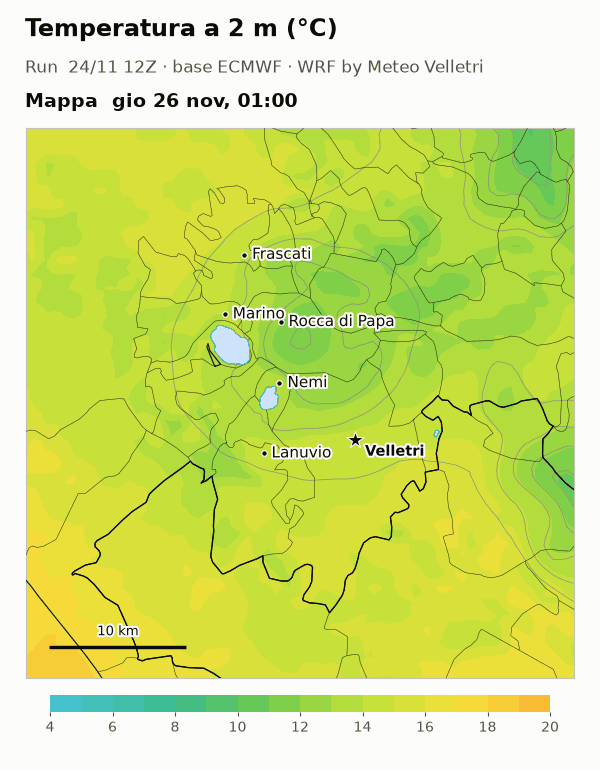 Temperatura a 2 m (°C)
Run 24/11 12Z · base ECMWF · WRF by Meteo Velletri
Mappa gio 26 nov, 01:00
Frascati
Marino
Rocca di Papa
Nemi
Velletri
Lanuvio
10 km
4 6 8 10 12 14 16 18 20